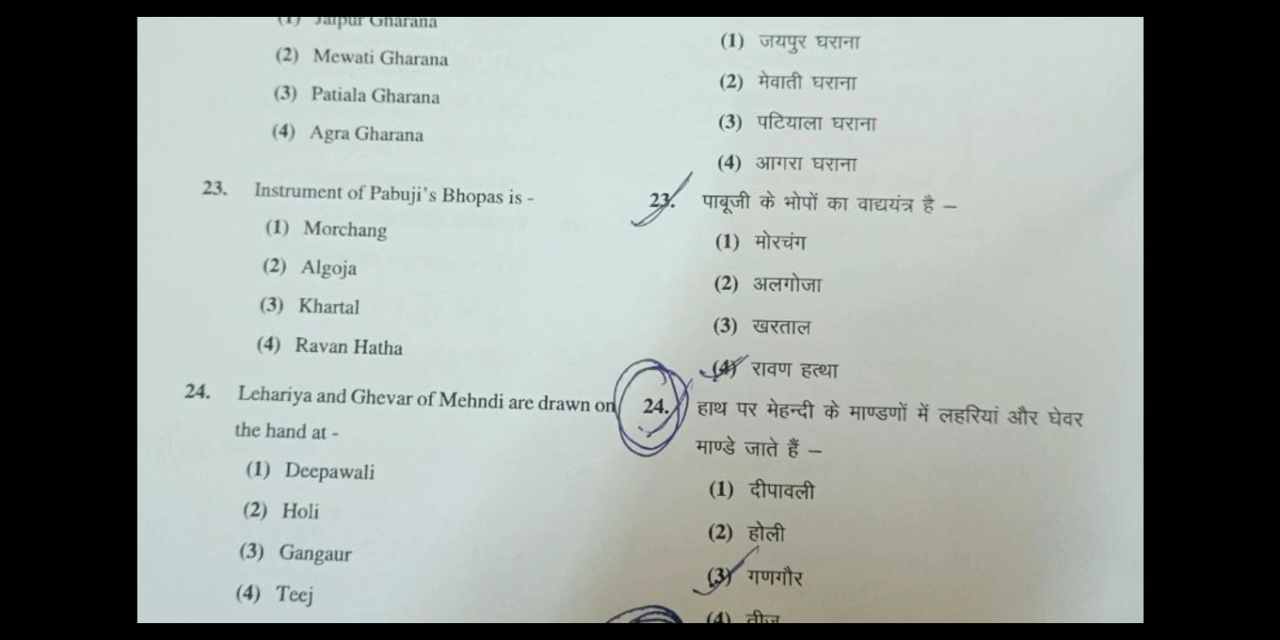 (1) Jaipur Gharana
(2) Mewati Gharana
(3) Patiala Gharana
(4) Agra Gharana
23. Instrument of Pabuji's Bhopas is -
(1) Morchang
(2) Algoja
(3) Khartal
(4) Ravan Hatha
24. Lehariya and Ghevar of Mehndi are drawn on
the hand at -
(1) Deepawali
(2) Holi
(3) Gangaur
(4) Teej
(1) जयपुर घराना
(2) मेवाती घराना
(3) पटियाला घराना
(4) आगरा घराना
23. पाबूजी के भोपों का वाद्ययंत्र है –
(1) मोरचंग
(2) अलगोजा
(3) खरताल
(4) रावण हत्था
24. हाथ पर मेहन्दी के माण्डणों में लहरियां और घेवर
माण्डे जाते हैं –
(1) दीपावली
(2) होली
(3) गणगौर
(4) तीज